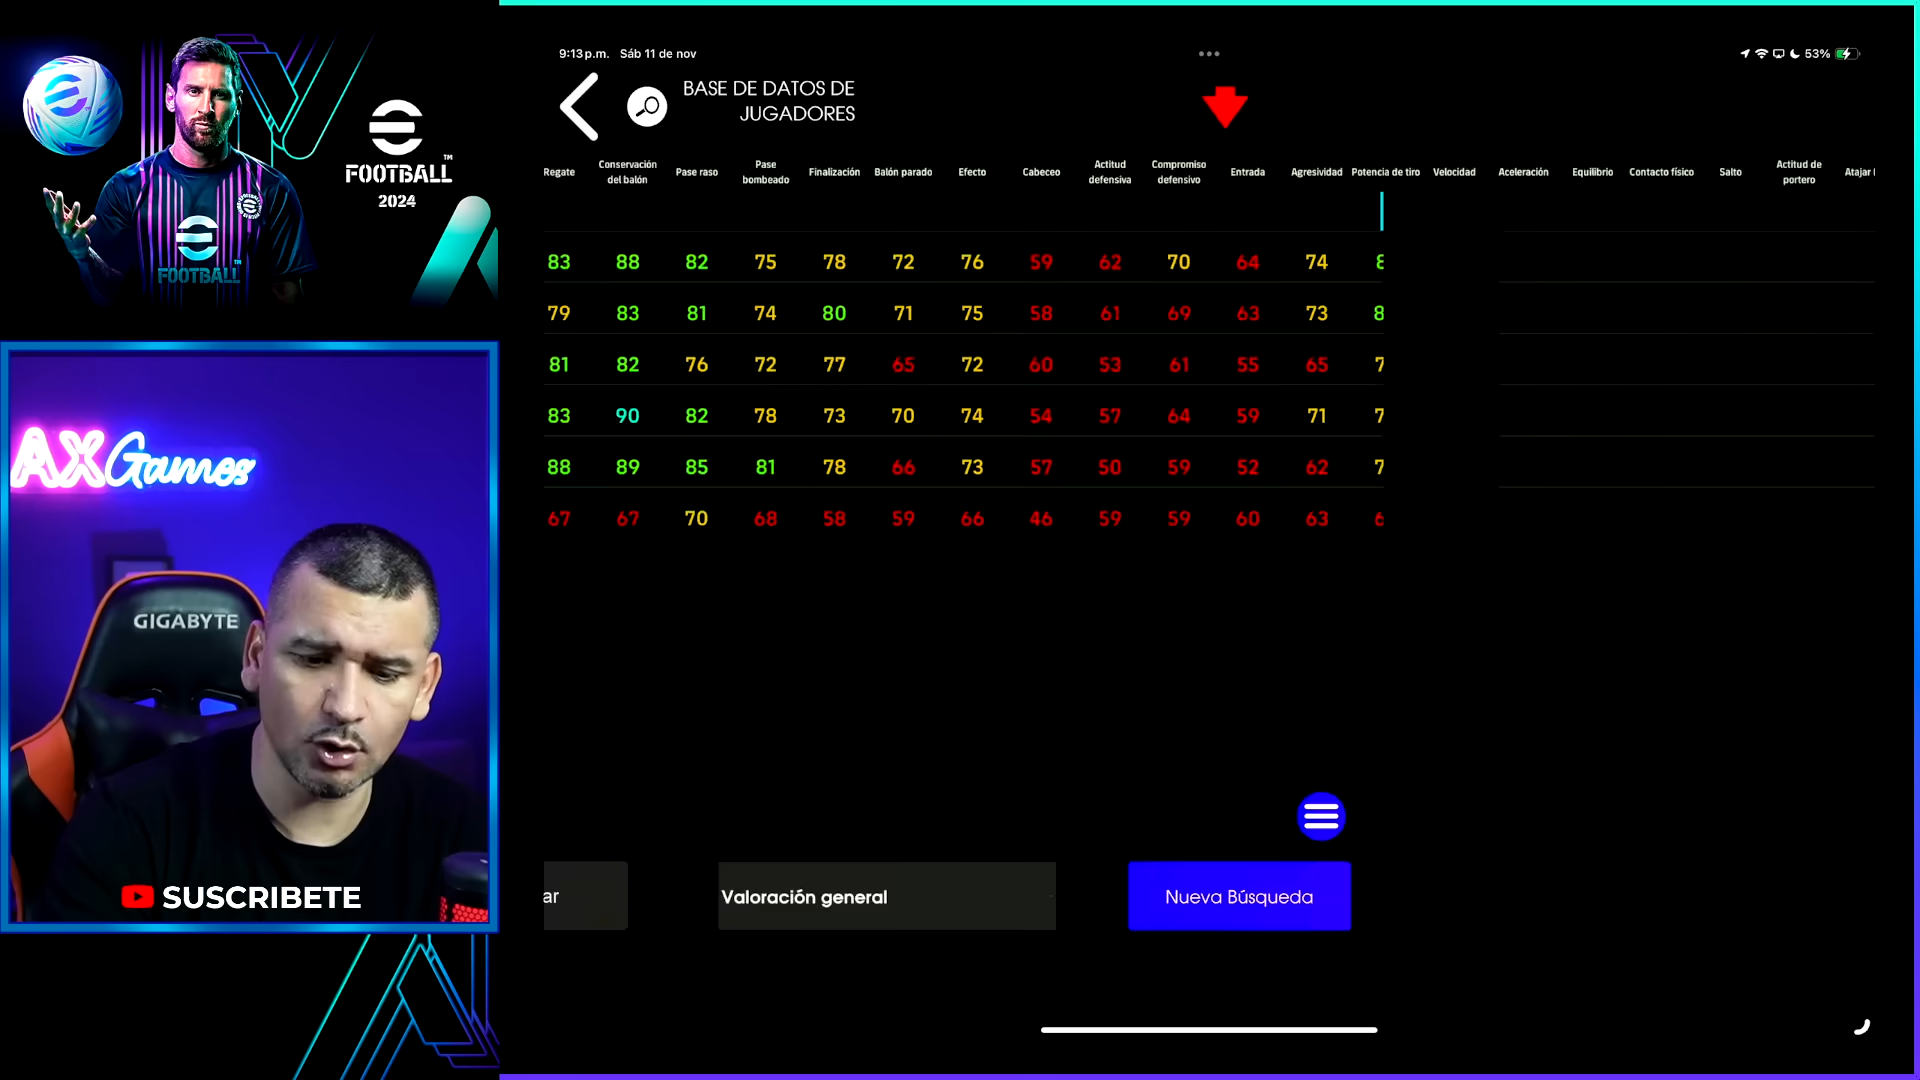 FOOTBALL™
2024
FOOTBALL™
AXGames
GIGABYTE
SUSCRIBETE
9:13 p.m. Sáb 11 de nov
53%
BASE DE DATOS DE
JUGADORES
Regate Conservación del balón Pase raso Pase bombeado Finalización Balón parado Efecto Cabeceo Actitud defensiva Compromiso defensivo Entrada Agresividad Potencia de tiro Velocidad Aceleración Equilibrio Contacto físico Salto Actitud de portero Atajar
83 88 82 75 78 72 76 59 62 70 64 74 8
79 83 81 74 80 71 75 58 61 69 63 73 8
81 82 76 72 77 65 72 60 53 61 55 65 7
83 90 82 78 73 70 74 54 57 64 59 71 7
88 89 85 81 78 66 73 57 50 59 52 62 7
67 67 70 68 58 59 66 46 59 59 60 63 6
ar
Valoración general
Nueva Búsqueda